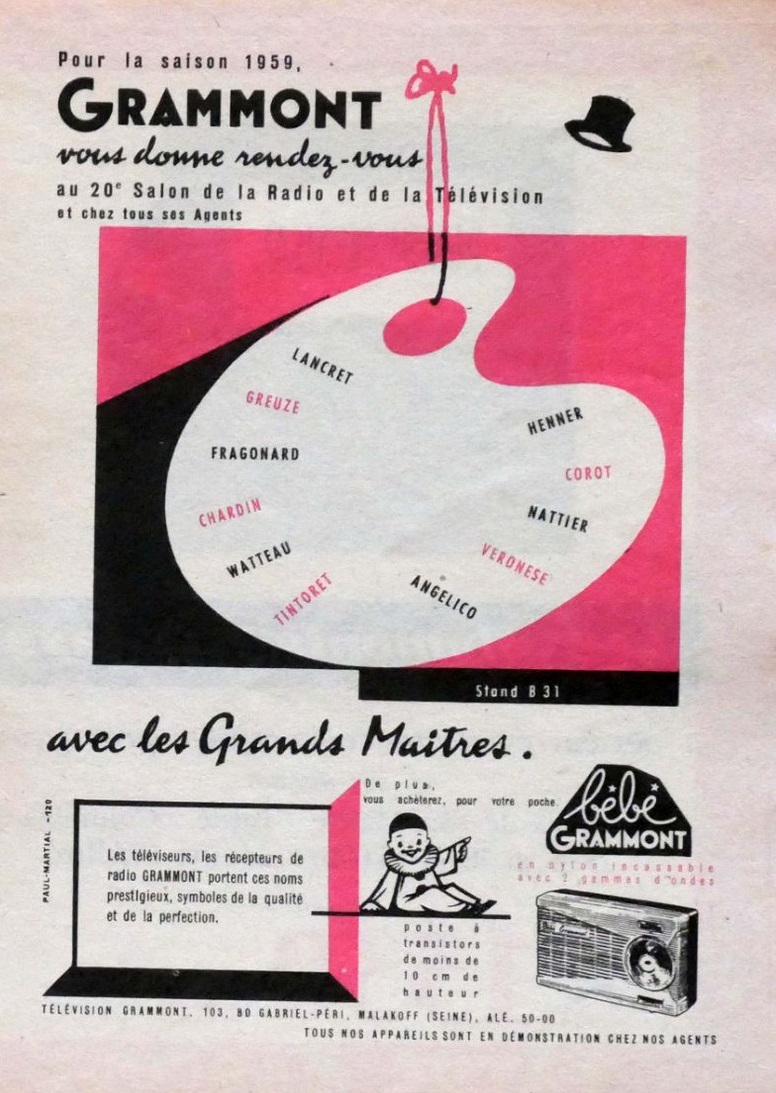 Pour la saison 1959,
GRAMMONT
vous donne rendez-vous
au 20e Salon de la Radio et de la Télévision
et chez tous ses Agents
LANCRET
GREUZE
FRAGONARD
CHARDIN
WATTEAU
TINTORET
HENNER
COROT
NATTIER
VERONESE
ANGELICO
Stand B 31
avec les Grands Maitres.
PAUL-MARTIAL -120
Les téléviseurs, les récepteurs de
radio GRAMMONT portent ces noms
prestigieux, symboles de la qualité
et de la perfection.
De plus,
vous achèterez, pour votre poche
bébé
GRAMMONT
en nylon incassable
avec 2 gammes d'ondes
poste à
transistors
de moins de
10 cm de
hauteur
Bébé Grammont
TÉLÉVISION GRAMMONT. 103, BD GABRIEL-PÉRI, MALAKOFF (SEINE), ALÉ. 50-00
TOUS NOS APPAREILS SONT EN DÉMONSTRATION CHEZ NOS AGENTS